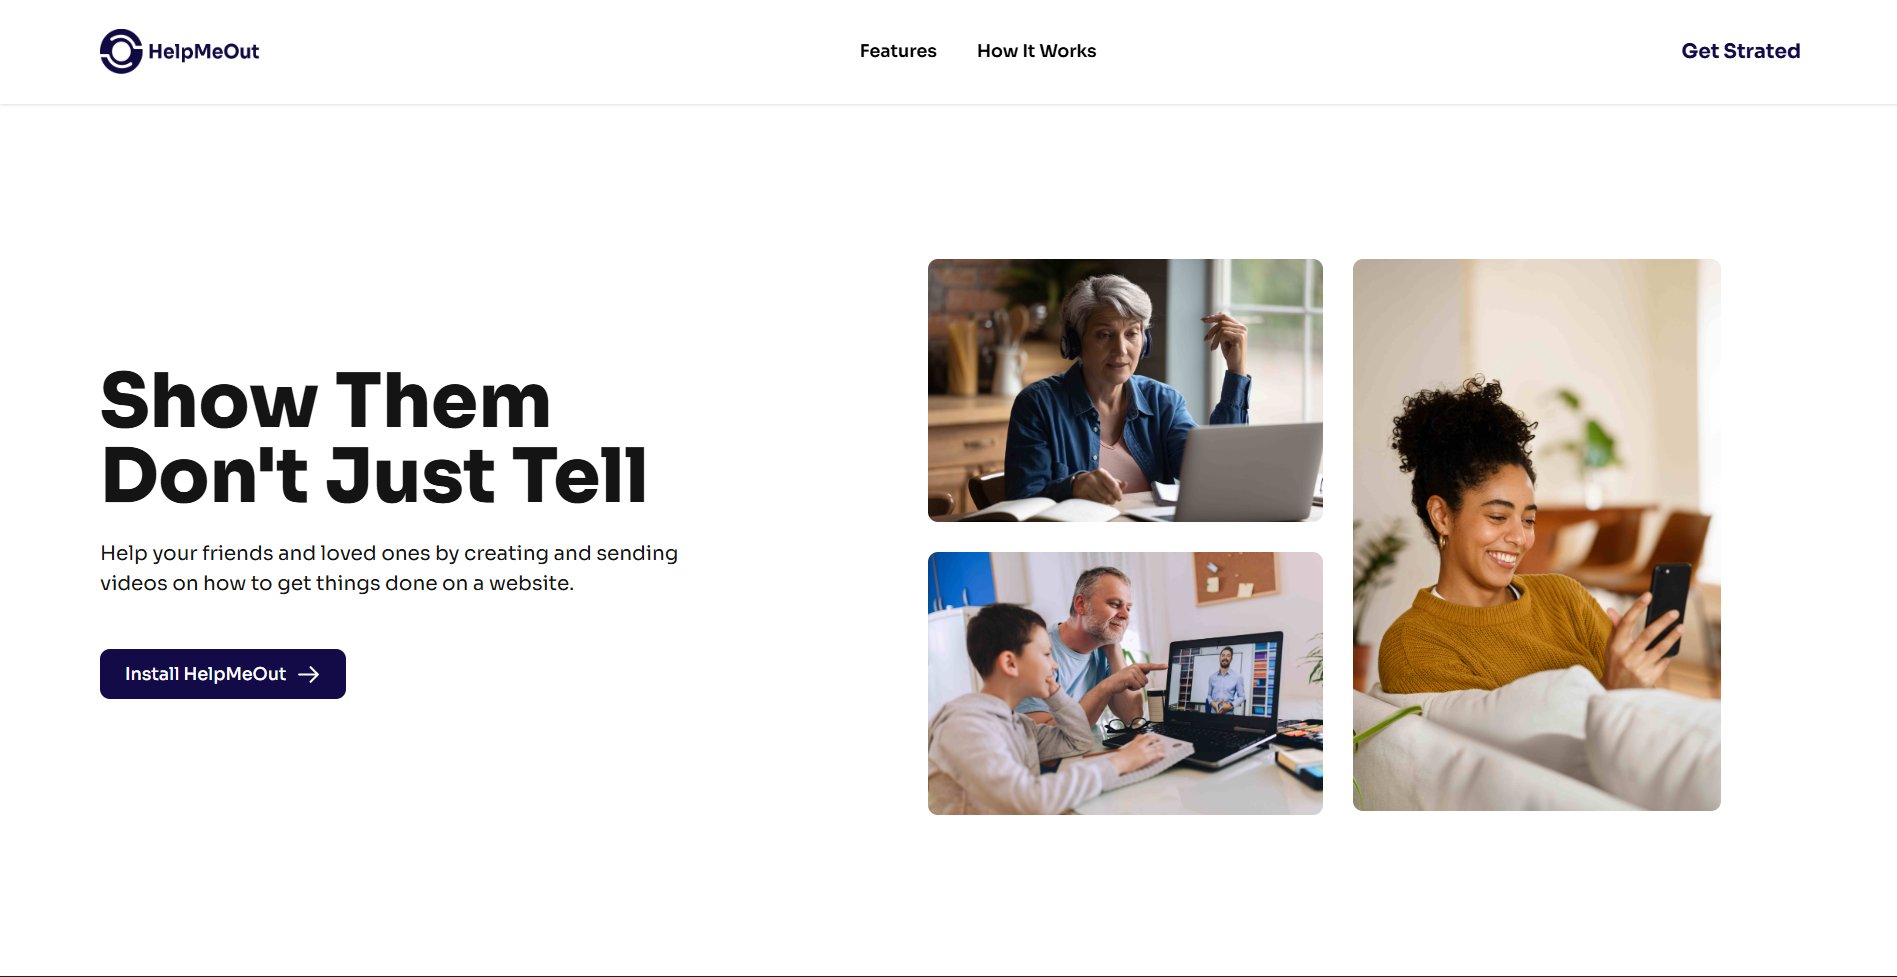 HelpMeOut
Features
How It Works
Get Strated
Show Them
Don't Just Tell
Help your friends and loved ones by creating and sending
videos on how to get things done on a website.
Install HelpMeOut